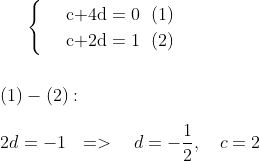 c+4d = 0 (1)
c+2d = 1 (2)
(1) − (2) :
2d = −1 => d = −1/2, c = 2